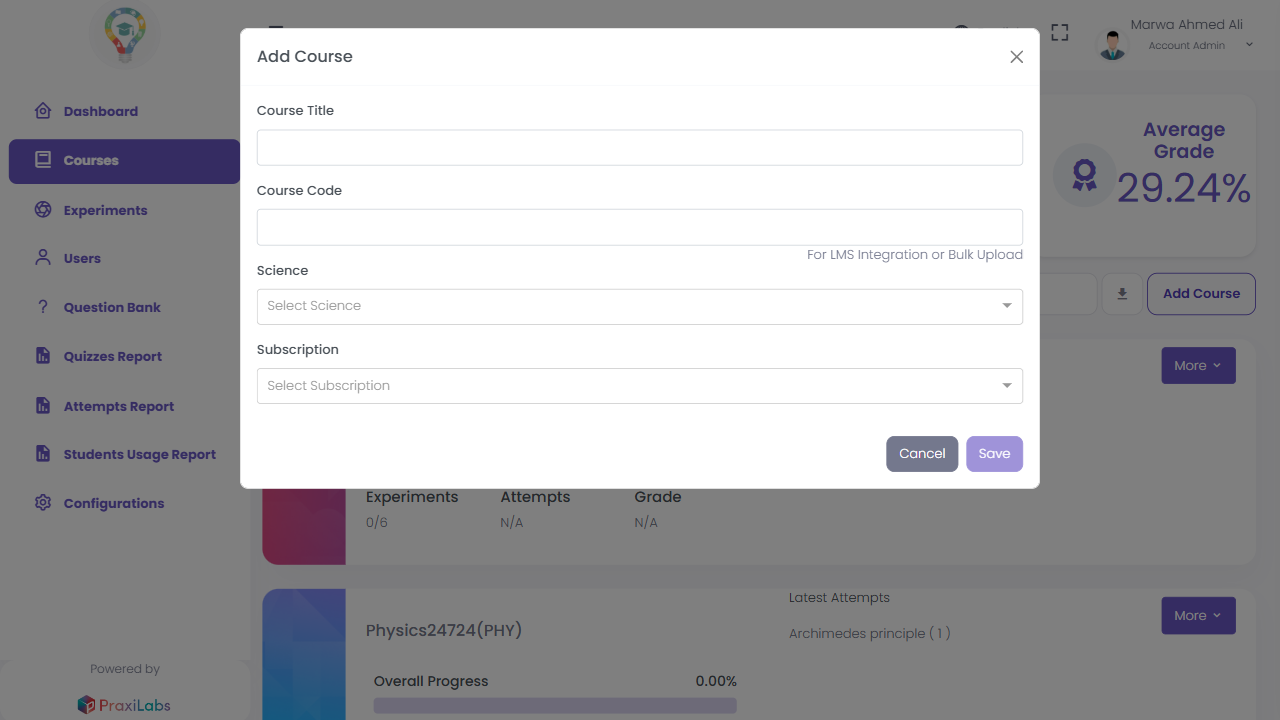 Marwa Ahmed Ali
Account Admin
Dashboard
Courses
Experiments
Users
Question Bank
Quizzes Report
Attempts Report
Students Usage Report
Configurations
Powered by
PraxiLabs
Add Course
Course Title
Course Code
For LMS Integration or Bulk Upload
Science
Select Science
Subscription
Select Subscription
Cancel
Save
Average
Grade
29.24%
Add Course
More
Experiments
Attempts
Grade
0/6
N/A
N/A
Latest Attempts
More
Physics24724(PHY)
Archimedes principle ( 1 )
Overall Progress
0.00%